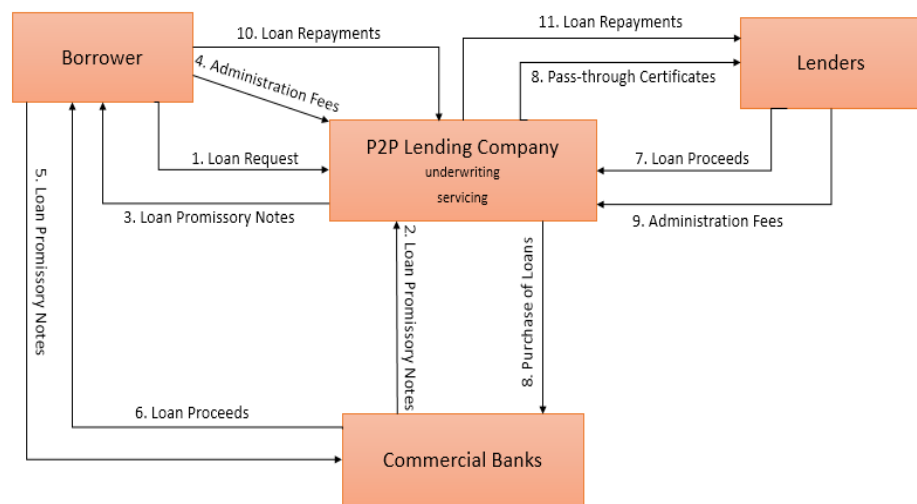 10. Loan Repayments
11. Loan Repayments
Borrower
4. Administration Fees
8. Pass-through Certificates
Lenders
P2P Lending Company
underwriting
servicing
1. Loan Request
7. Loan Proceeds
3. Loan Promissory Notes
9. Administration Fees
5. Loan Promissory Notes
2. Loan Promissory Notes
8. Purchase of Loans
6. Loan Proceeds
Commercial Banks